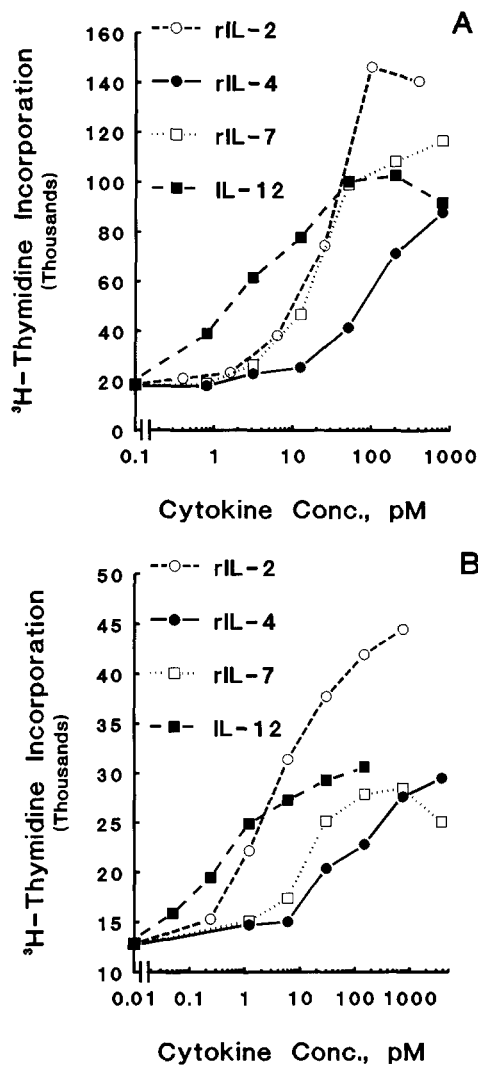 A
rIL-2
rIL-4
rIL-7
IL-12
³H-Thymidine Incorporation
(Thousands)
160
140
120
100
80
60
40
20
0
0.1
1
10
100
1000
Cytokine Conc., pM
B
rIL-2
rIL-4
rIL-7
IL-12
³H-Thymidine Incorporation
(Thousands)
50
45
40
35
30
25
20
15
10
0.01
0.1
1
10
100
1000
Cytokine Conc., pM